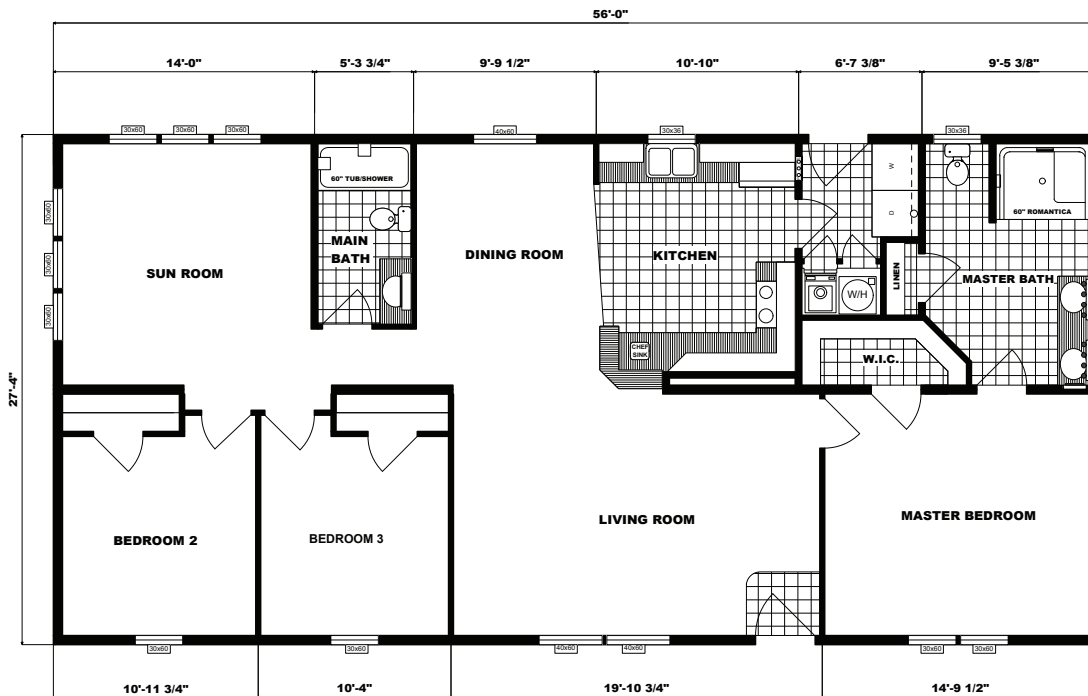 56'-0"
14'-0"
5'-3 3/4"
9'-9 1/2"
10'-10"
6'-7 3/8"
9'-5 3/8"
30x60
30x60
30x60
40x60
30x36
30x36
60" TUB/SHOWER
W
D
60" ROMANTICA
30x60
30x60
30x60
SUN ROOM
MAIN
BATH
DINING ROOM
KITCHEN
LINEN
MASTER BATH
W/H
CHEF
SINK
W.I.C.
27'-4"
BEDROOM 2
BEDROOM 3
LIVING ROOM
MASTER BEDROOM
30x60
30x60
40x60
40x60
30x60
30x60
10'-11 3/4"
10'-4"
19'-10 3/4"
14'-9 1/2"